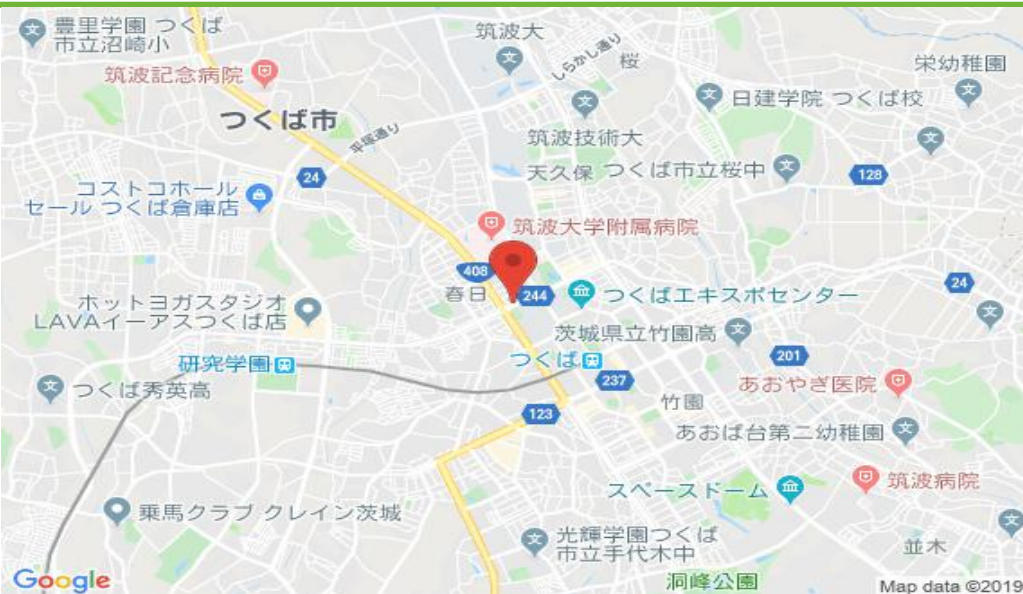 豊里学園 つくば
市立沼崎小
筑波大
しらかし通り
桜
栄幼稚園
筑波記念病院
日建学院 つくば校
つくば市
平塚通り
筑波技術大
天久保
つくば市立桜中
24
128
コストコホール
セール つくば倉庫店
筑波大学附属病院
408
244
春日
つくばエキスポセンター
24
ホットヨガスタジオ
LAVAイーアスつくば店
茨城県立竹園高
研究学園
つくば
201
237
つくば秀英高
あおやぎ医院
竹園
123
あおば台第二幼稚園
スペースドーム
筑波病院
乗馬クラブ クレイン茨城
光輝学園つくば
市立手代木中
並木
Google
洞峰公園
Map data ©2019